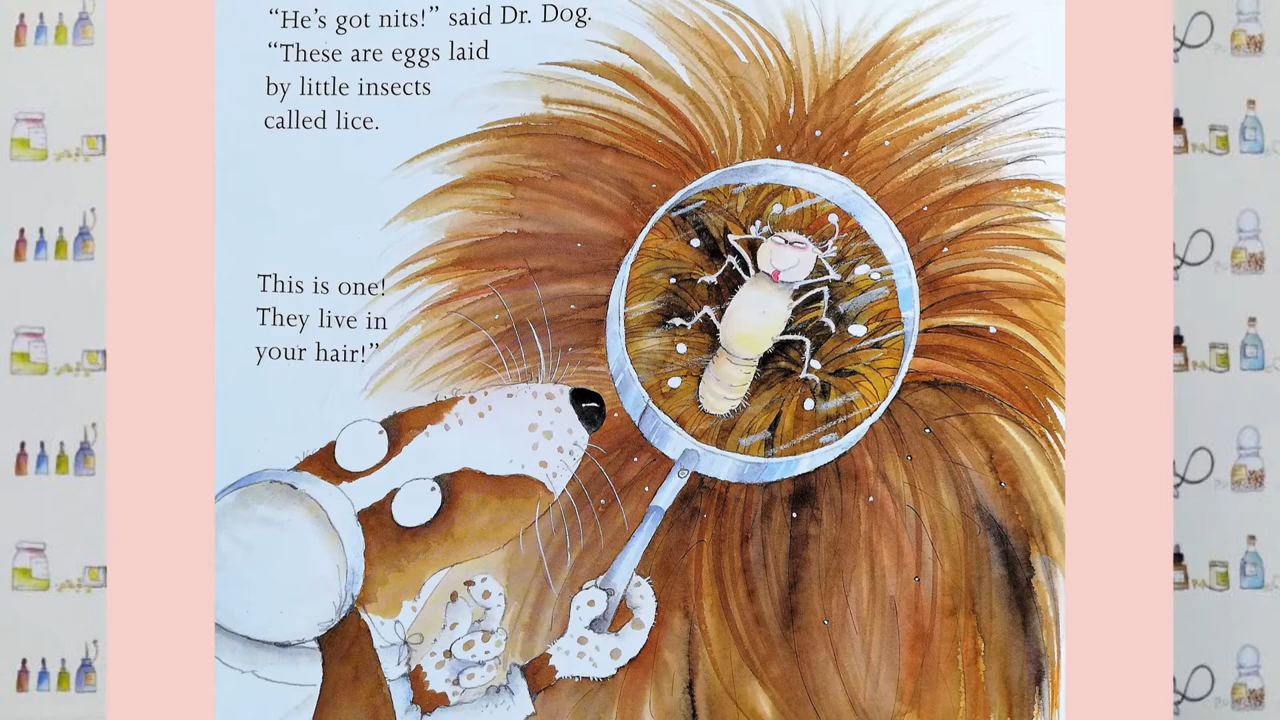 “He’s got nits!” said Dr. Dog.
“These are eggs laid
by little insects
called lice.
This is one!
They live in
your hair!”